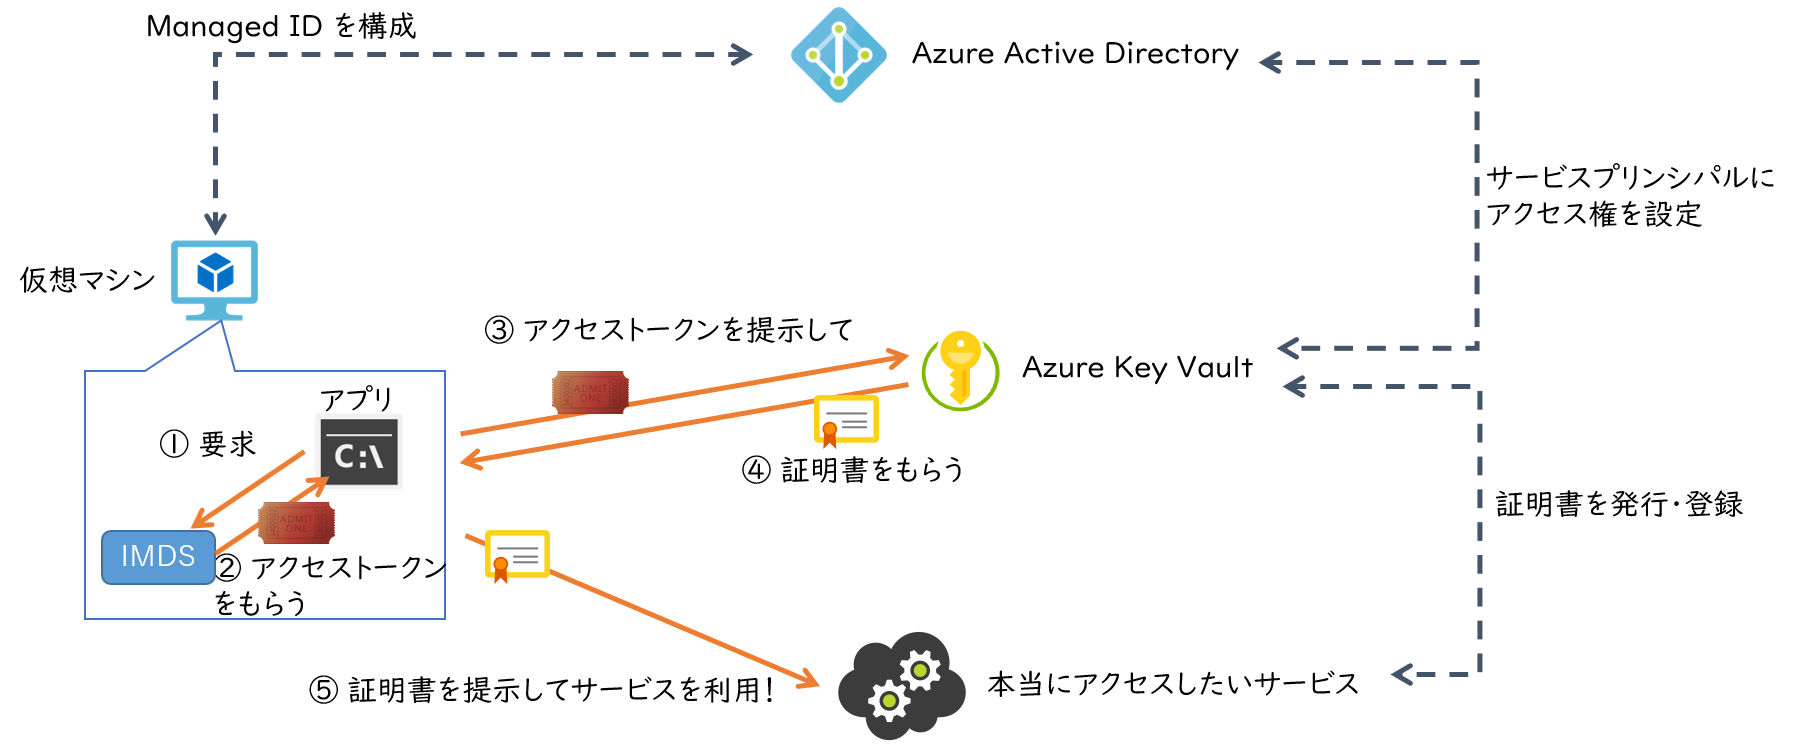 Managed ID を構成
Azure Active Directory
サービスプリンシパルに
アクセス権を設定
仮想マシン
③ アクセストークンを提示して
Azure Key Vault
アプリ
① 要求
C:\
ADMIT
ONE
ADMIT
ONE
④ 証明書をもらう
証明書を発行・登録
IMDS
② アクセストークン
をもらう
⑤ 証明書を提示してサービスを利用！
本当にアクセスしたいサービス